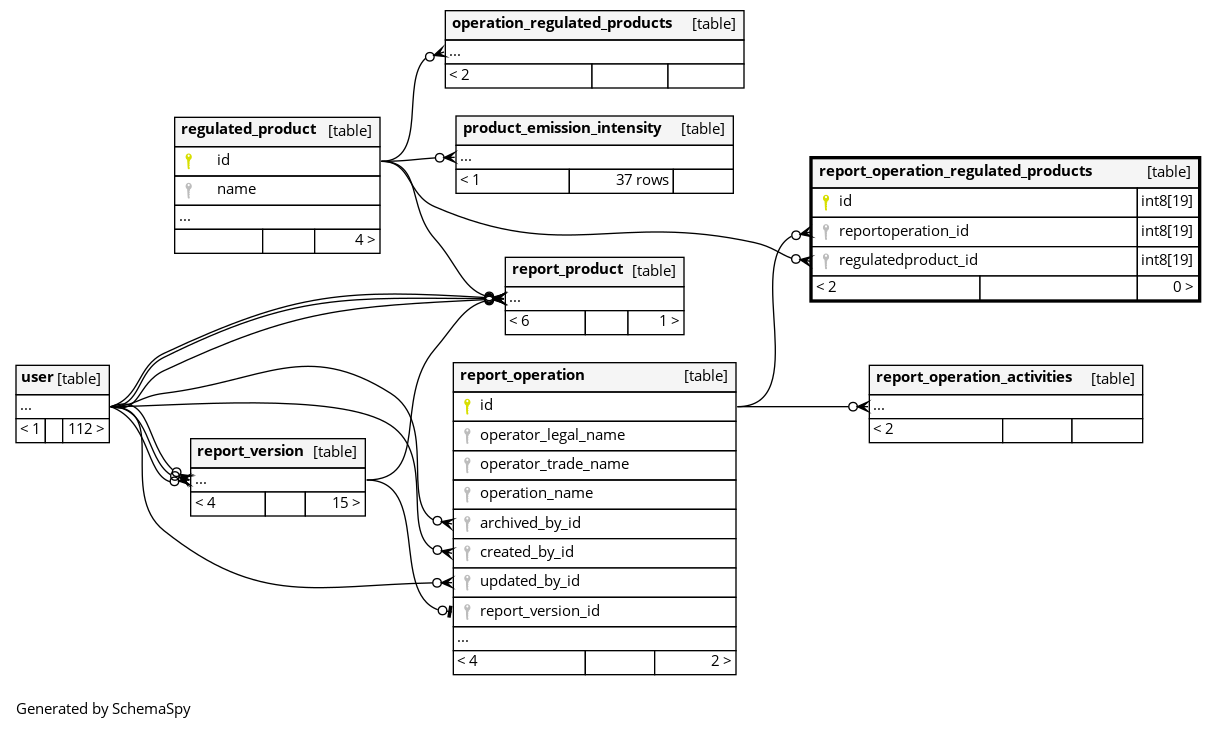 operation_regulated_products [table]
...
< 2
regulated_product [table]
id
name
...
4 >
product_emission_intensity [table]
...
< 1 37 rows
report_operation_regulated_products [table]
id int8[19]
reportoperation_id int8[19]
regulatedproduct_id int8[19]
< 2 0 >
report_product [table]
...
< 6 1 >
user [table]
...
< 1 112 >
report_version [table]
...
< 4 15 >
report_operation [table]
id
operator_legal_name
operator_trade_name
operation_name
archived_by_id
created_by_id
updated_by_id
report_version_id
...
< 4 2 >
report_operation_activities [table]
...
< 2
Generated by SchemaSpy